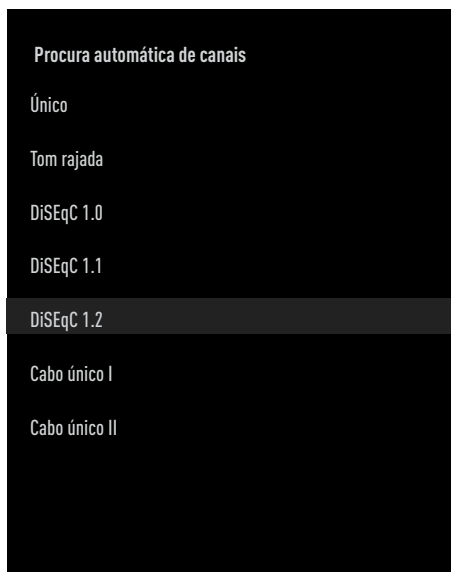 Procura automática de canais
Único
Tom rajada
DiSEqC 1.0
DiSEqC 1.1
DiSEqC 1.2
Cabo único I
Cabo único II